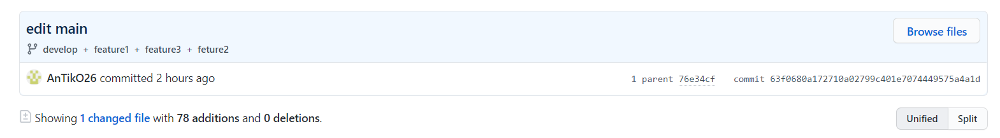 edit main
Browse files
develop + feature1 + feature3 + feture2
AnTikO26 committed 2 hours ago
1 parent 76e34cf commit 63f0680a172710a02799c401e7074449575a4a1d
Showing 1 changed file with 78 additions and 0 deletions.
Unified Split